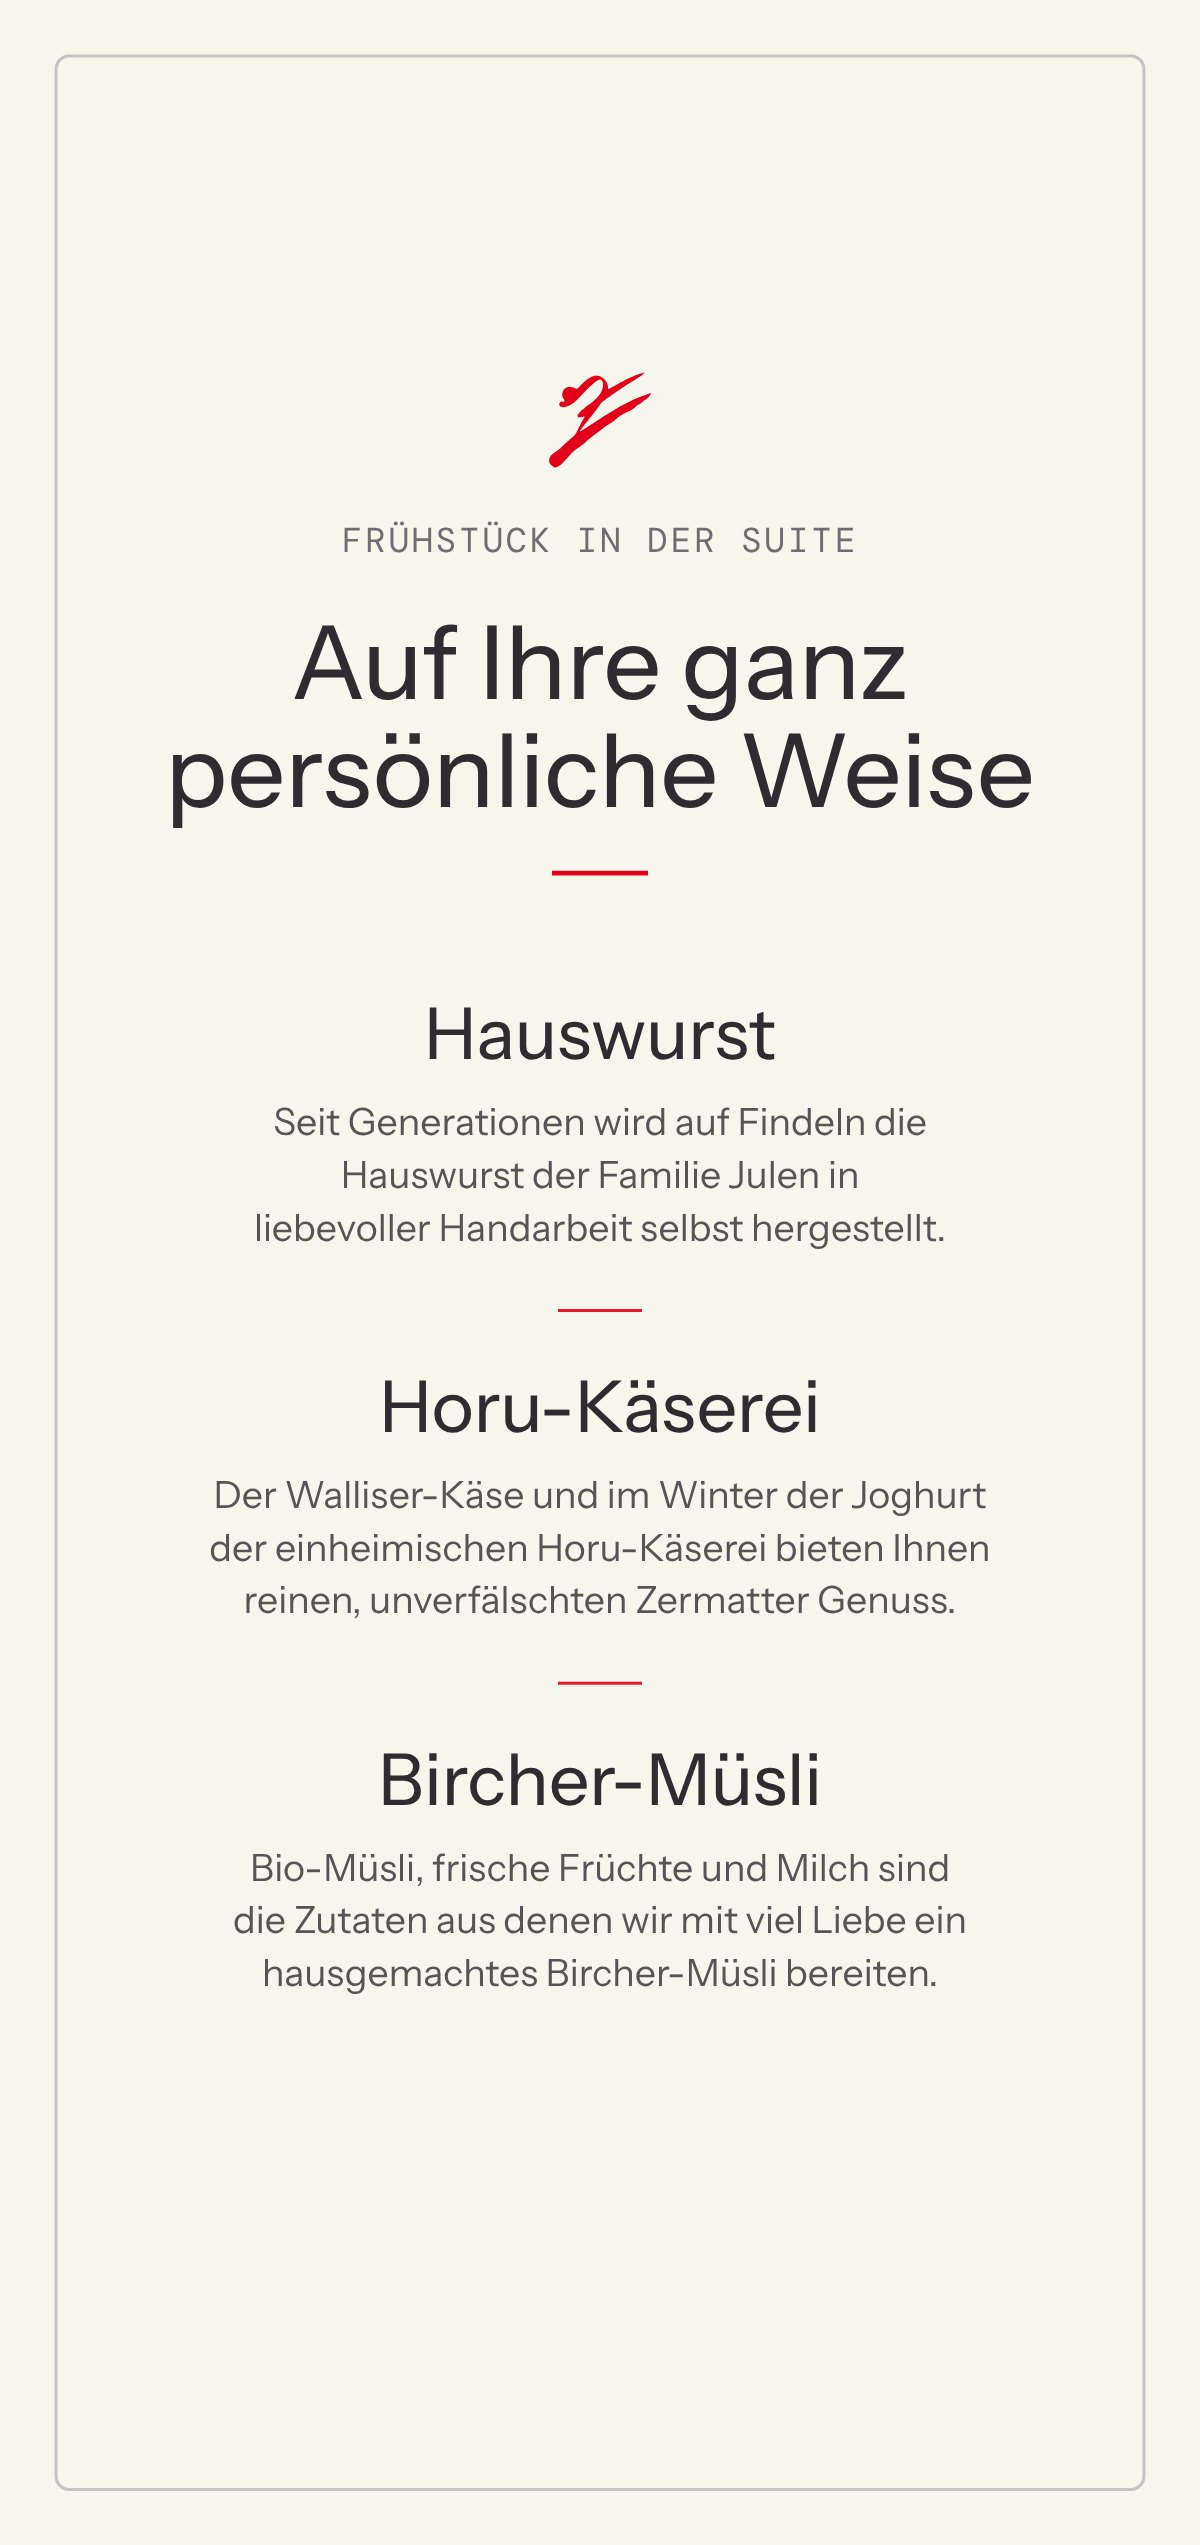 FRÜHSTÜCK IN DER SUITE
Auf Ihre ganz
persönliche Weise
Hauswurst
Seit Generationen wird auf Findeln die
Hauswurst der Familie Julen in
liebevoller Handarbeit selbst hergestellt.
Horu-Käserei
Der Walliser-Käse und im Winter der Joghurt
der einheimischen Horu-Käserei bieten Ihnen
reinen, unverfälschten Zermatter Genuss.
Bircher-Müsli
Bio-Müsli, frische Früchte und Milch sind
die Zutaten aus denen wir mit viel Liebe ein
hausgemachtes Bircher-Müsli bereiten.